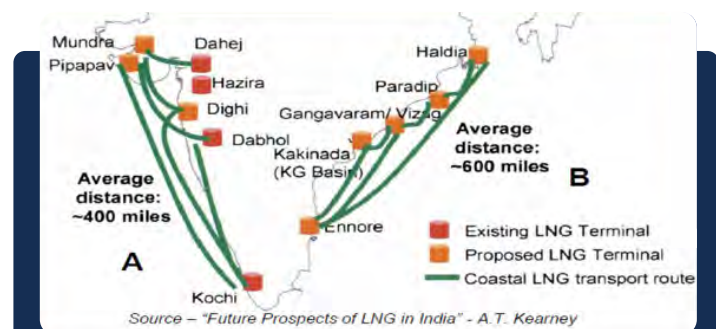 Mundra
Dahej
Pipapav
Hazira
Dighi
Dabhol
Average
distance:
~400 miles
A
Kochi
Haldia
Paradip
Gangavaram/ Vizag
Kakinada
(KG Basin)
Ennore
Average
distance:
~600 miles
B
Existing LNG Terminal
Proposed LNG Terminal
Coastal LNG transport route
Source – "Future Prospects of LNG in India" - A.T. Kearney